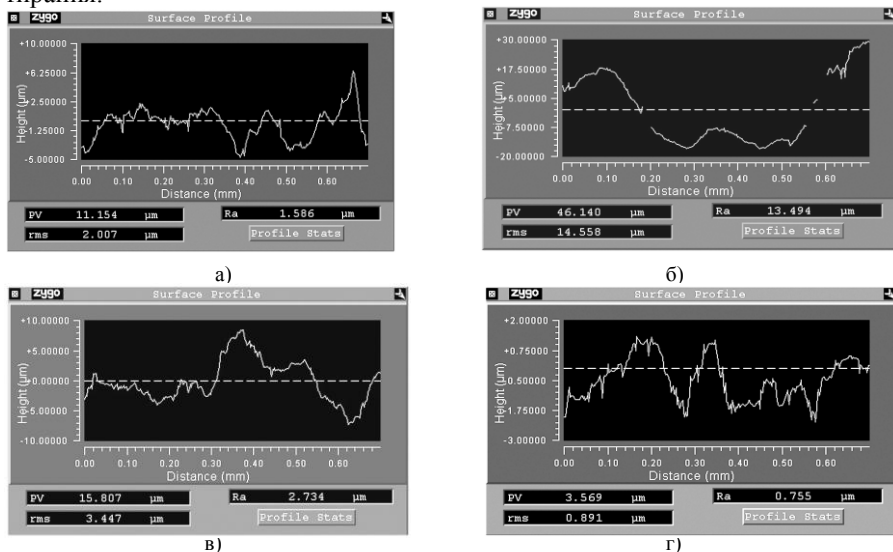 zygo Surface Profile
Height (µm)
+10.00000
+6.25000
+2.50000
-1.25000
-5.00000
0.00 0.10 0.20 0.30 0.40 0.50 0.60
Distance (mm)
PV 11.154 µm Ra 1.586 µm
rms 2.007 µm Profile Stats
а)
zygo Surface Profile
Height (µm)
+30.00000
+17.50000
+5.00000
-7.50000
-20.00000
0.00 0.10 0.20 0.30 0.40 0.50 0.60
Distance (mm)
PV 46.140 µm Ra 13.494 µm
rms 14.558 µm Profile Stats
б)
zygo Surface Profile
Height (µm)
+10.00000
+5.00000
+0.00000
-5.00000
-10.00000
0.00 0.10 0.20 0.30 0.40 0.50 0.60
Distance (mm)
PV 15.807 µm Ra 2.734 µm
rms 3.447 µm Profile Stats
в)
zygo Surface Profile
Height (µm)
+2.00000
+0.75000
-0.50000
-1.75000
-3.00000
0.00 0.10 0.20 0.30 0.40 0.50 0.60
Distance (mm)
PV 3.569 µm Ra 0.755 µm
rms 0.891 µm Profile Stats
г)